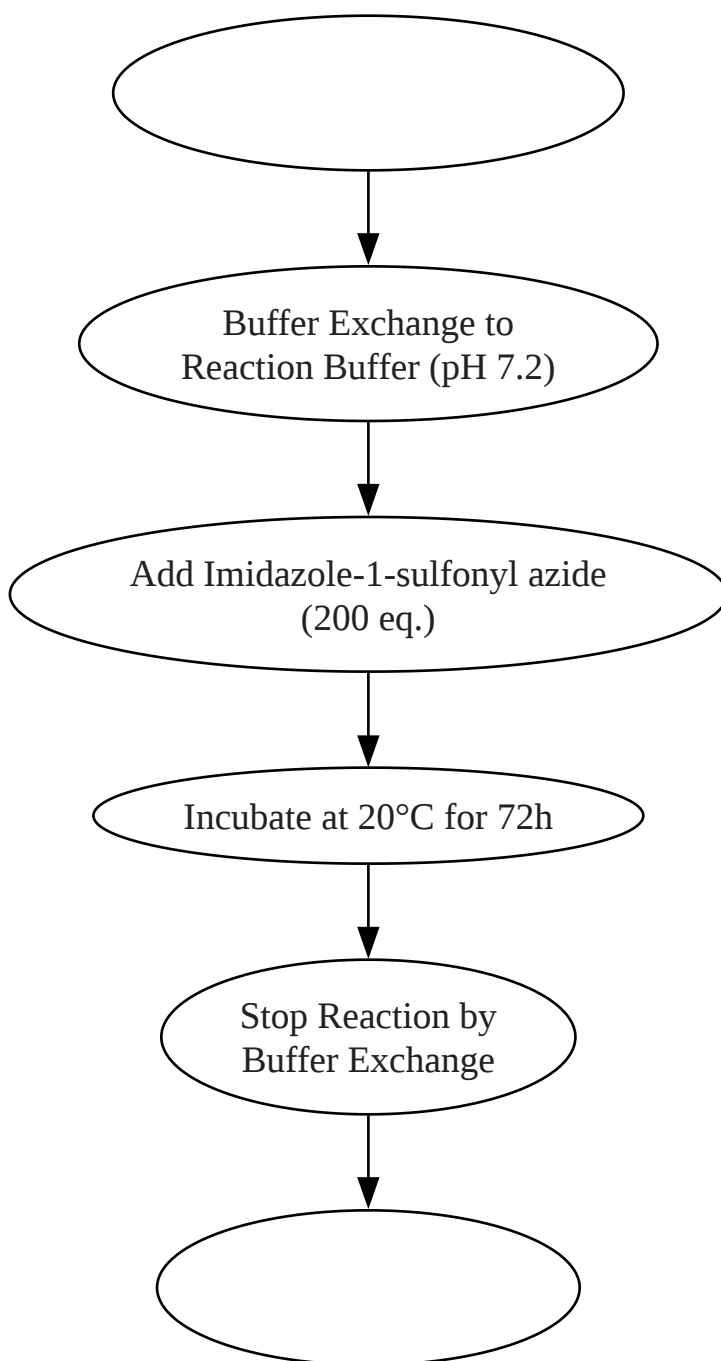 Buffer Exchange to
Reaction Buffer (pH 7.2)
Add Imidazole-1-sulfonyl azide
(200 eq.)
Incubate at 20°C for 72h
Stop Reaction by
Buffer Exchange